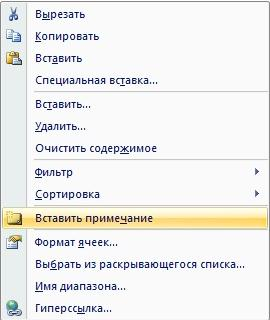 Вырезать
Копировать
Вставить
Специальная вставка...
Вставить...
Удалить...
Очистить содержимое
Фильтр
Сортировка
Вставить примечание
Формат ячеек...
Выбрать из раскрывающегося списка...
Имя диапазона...
Гиперссылка...